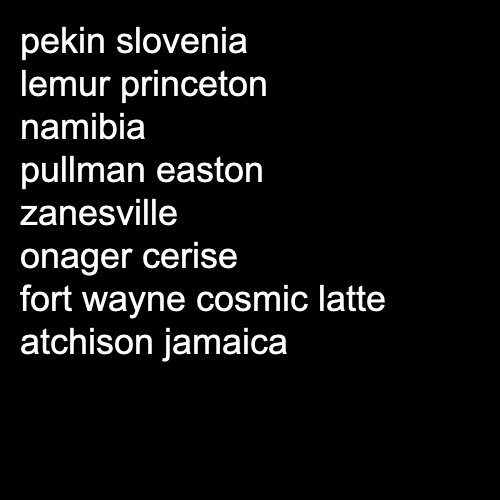 pekin slovenia
lemur princeton
namibia
pullman easton
zanesville
onager cerise
fort wayne cosmic latte
atchison jamaica